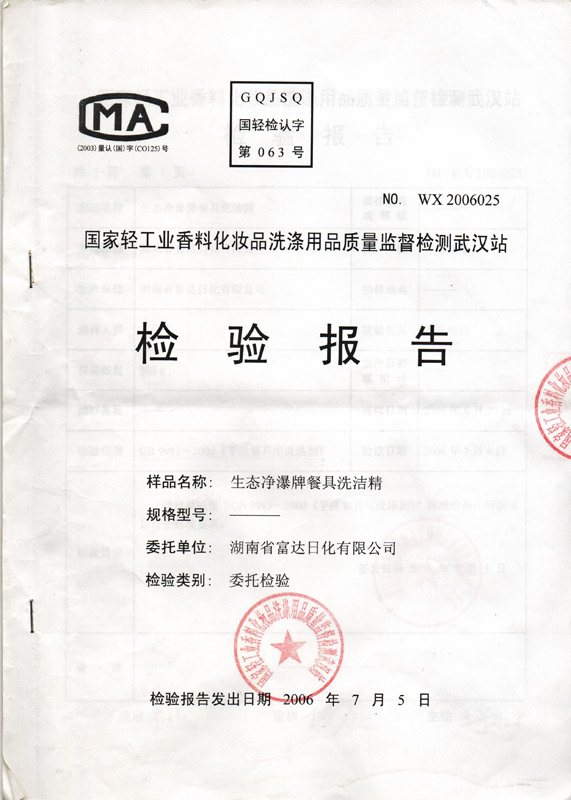 CMA
(2003)量认(国)字(CO125)号
GQJSQ
国轻检认字
第 063 号
NO. WX 2006025
国家轻工业香料化妆品洗涤用品质量监督检测武汉站
检验报告
样品名称: 生态净瀑牌餐具洗洁精
规格型号: ———
委托单位: 湖南省富达日化有限公司
检验类别: 委托检验
检验报告发出日期 2006 年 7 月 5 日